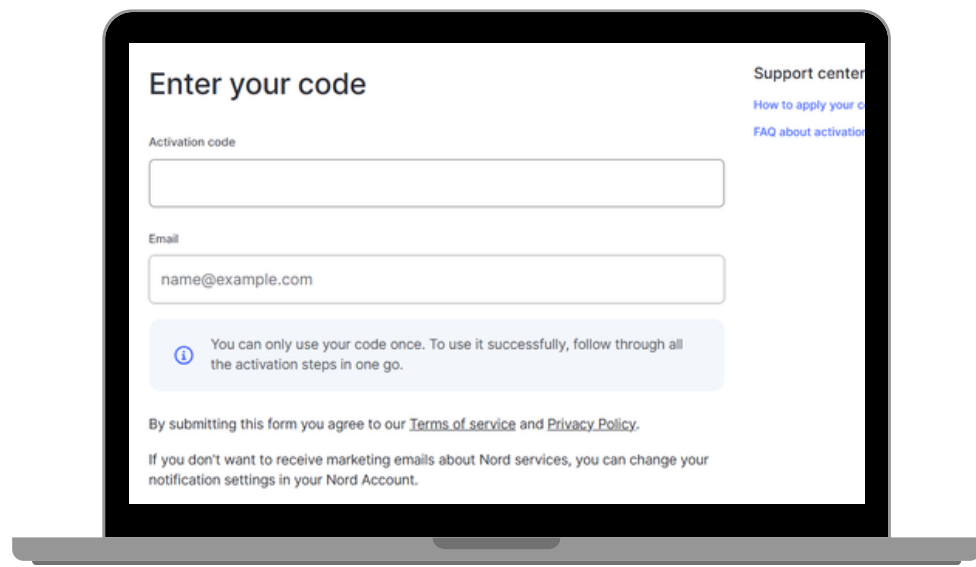 Enter your code
Activation code
Email
name@example.com
You can only use your code once. To use it successfully, follow through all
the activation steps in one go.
By submitting this form you agree to our Terms of service and Privacy Policy.
If you don't want to receive marketing emails about Nord services, you can change your
notification settings in your Nord Account.
Support center
How to apply your
FAQ about activation